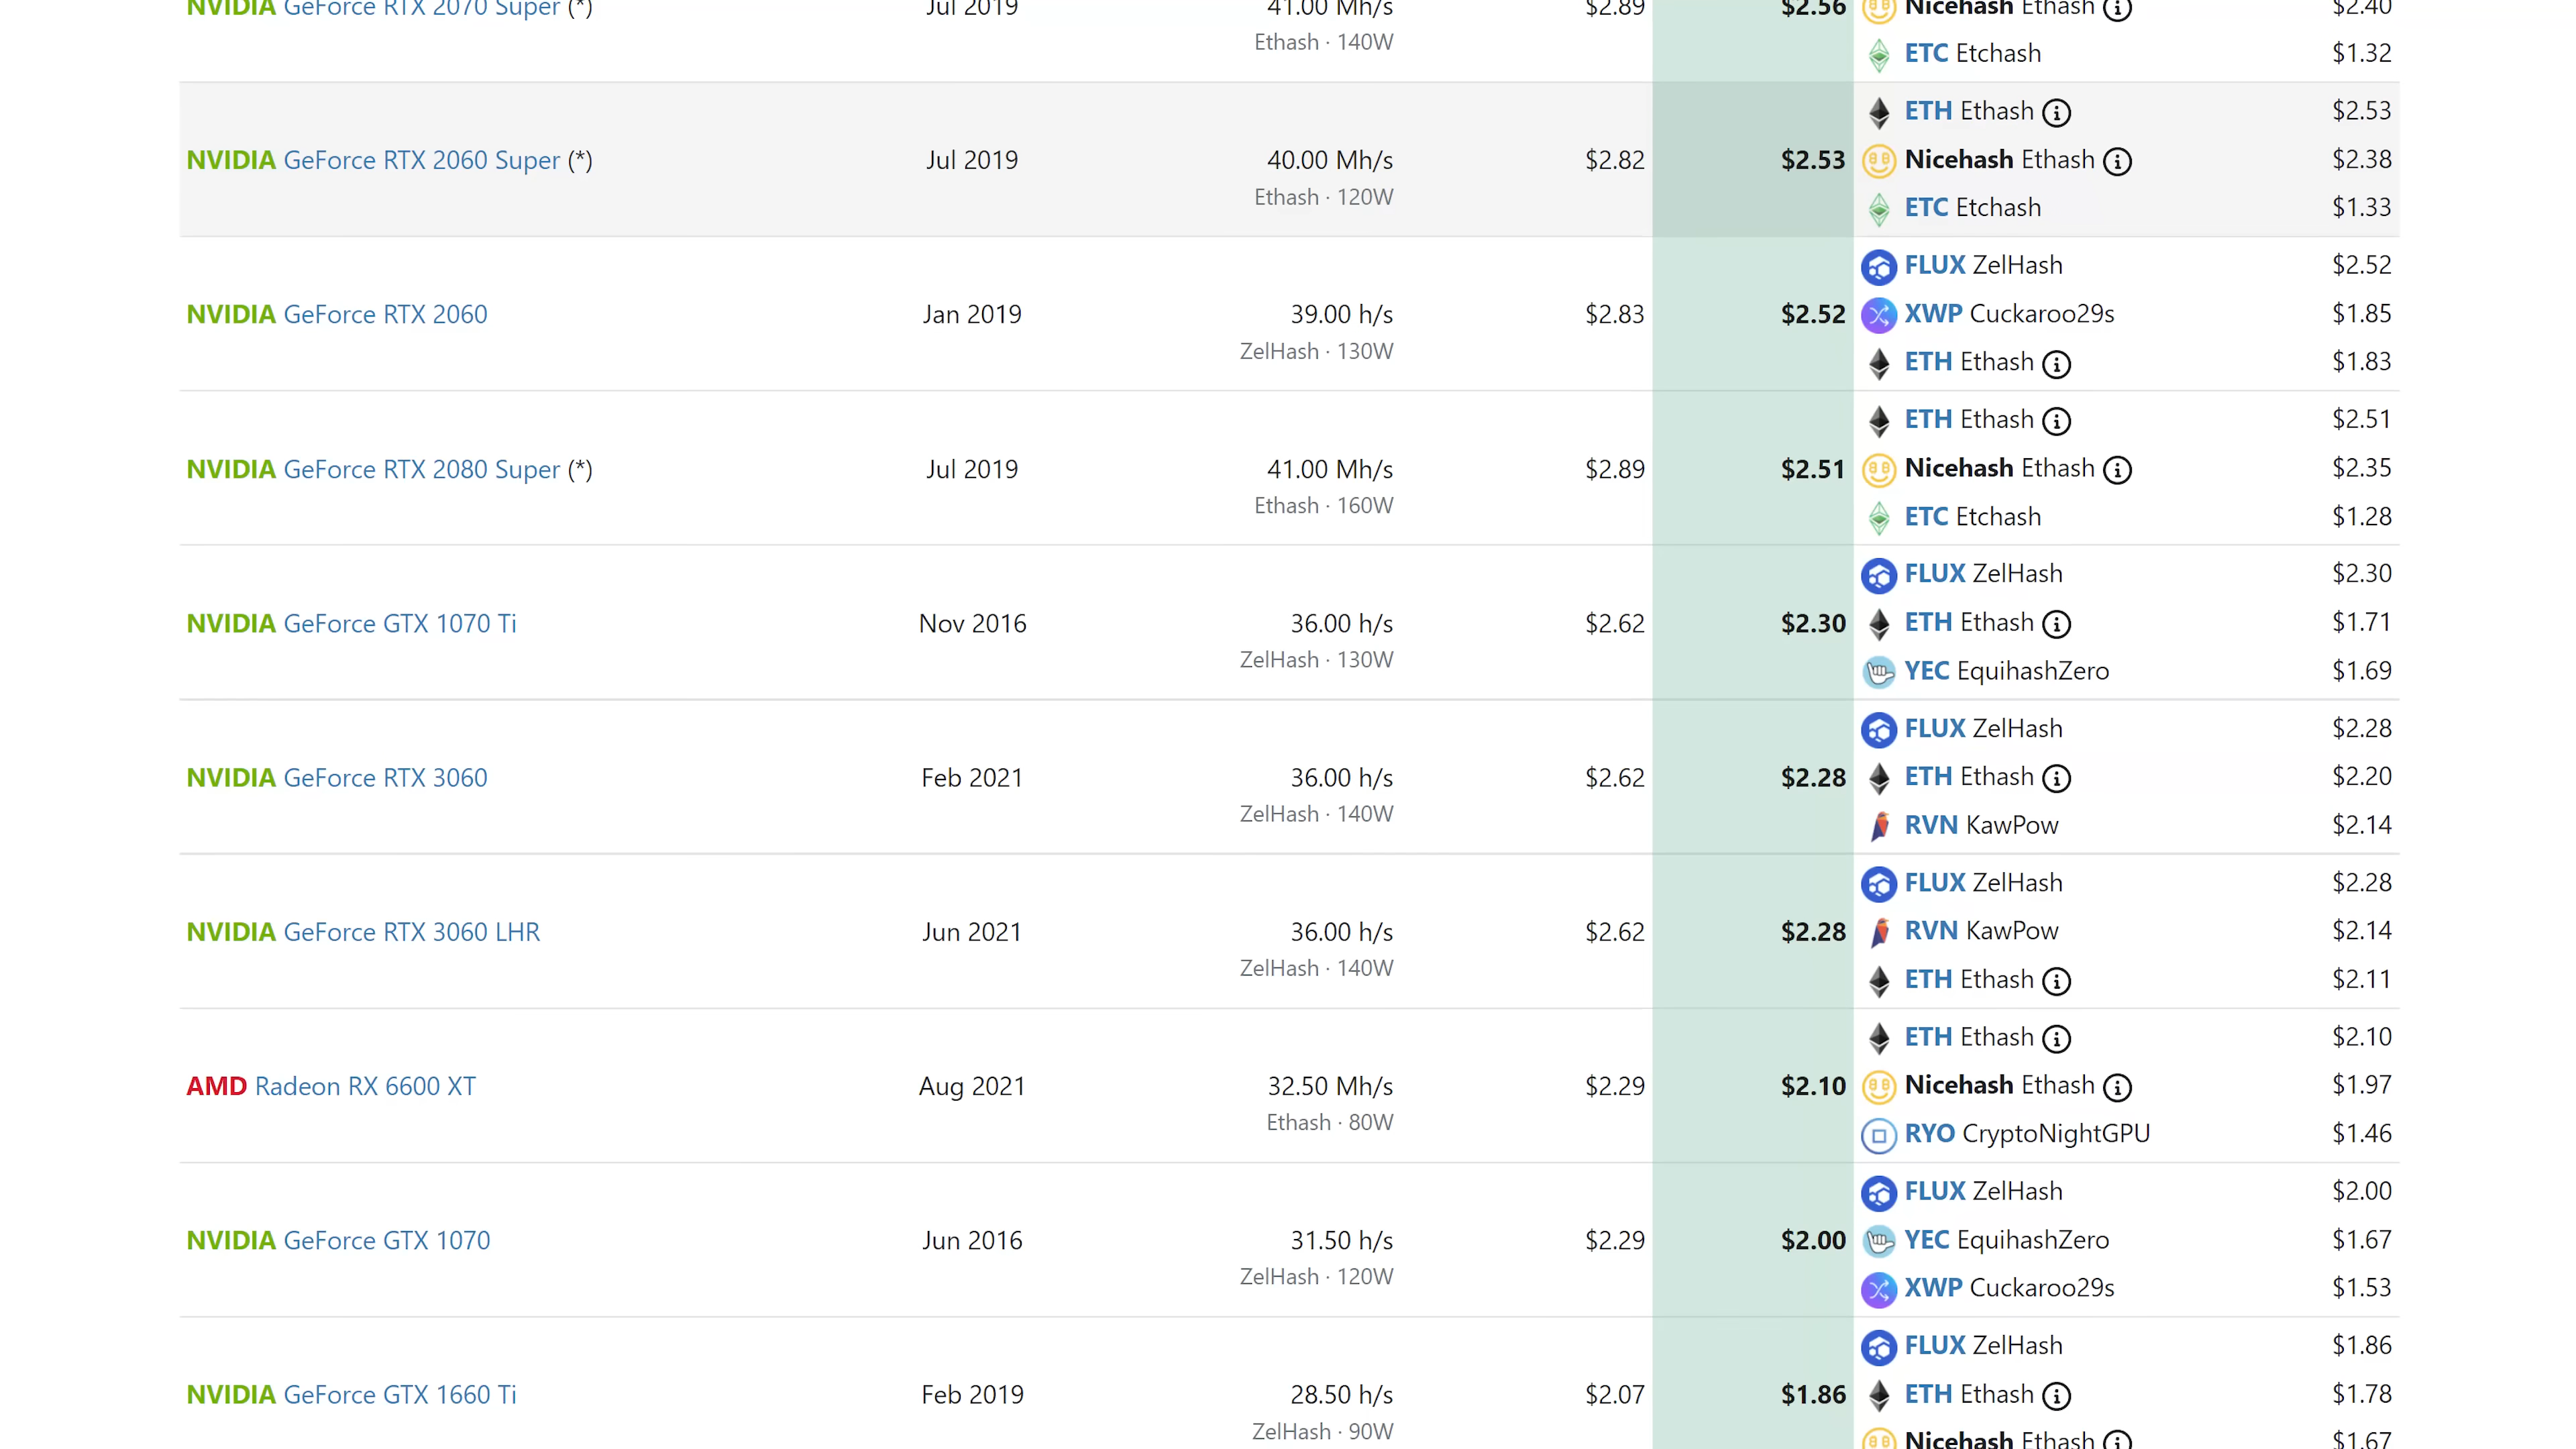 NVIDIA GeForce RTX 2070 Super (*) Jul 2019 41.00 Mh/s $2.89 $2.56 Nicehash Ethash $2.40
Ethash · 140W
ETC Etchash $1.32
ETH Ethash $2.53
NVIDIA GeForce RTX 2060 Super (*) Jul 2019 40.00 Mh/s $2.82 $2.53 Nicehash Ethash $2.38
Ethash · 120W
ETC Etchash $1.33
FLUX ZelHash $2.52
NVIDIA GeForce RTX 2060 Jan 2019 39.00 h/s $2.83 $2.52 XWP Cuckaroo29s $1.85
ZelHash · 130W
ETH Ethash $1.83
ETH Ethash $2.51
NVIDIA GeForce RTX 2080 Super (*) Jul 2019 41.00 Mh/s $2.89 $2.51 Nicehash Ethash $2.35
Ethash · 160W
ETC Etchash $1.28
FLUX ZelHash $2.30
NVIDIA GeForce GTX 1070 Ti Nov 2016 36.00 h/s $2.62 $2.30 ETH Ethash $1.71
ZelHash · 130W
YEC EquihashZero $1.69
FLUX ZelHash $2.28
NVIDIA GeForce RTX 3060 Feb 2021 36.00 h/s $2.62 $2.28 ETH Ethash $2.20
ZelHash · 140W
RVN KawPow $2.14
FLUX ZelHash $2.28
NVIDIA GeForce RTX 3060 LHR Jun 2021 36.00 h/s $2.62 $2.28 RVN KawPow $2.14
ZelHash · 140W
ETH Ethash $2.11
ETH Ethash $2.10
AMD Radeon RX 6600 XT Aug 2021 32.50 Mh/s $2.29 $2.10 Nicehash Ethash $1.97
Ethash · 80W
RYO CryptoNightGPU $1.46
FLUX ZelHash $2.00
NVIDIA GeForce GTX 1070 Jun 2016 31.50 h/s $2.29 $2.00 YEC EquihashZero $1.67
ZelHash · 120W
XWP Cuckaroo29s $1.53
FLUX ZelHash $1.86
NVIDIA GeForce GTX 1660 Ti Feb 2019 28.50 h/s $2.07 $1.86 ETH Ethash $1.78
ZelHash · 90W
Nicehash Ethash $1.67